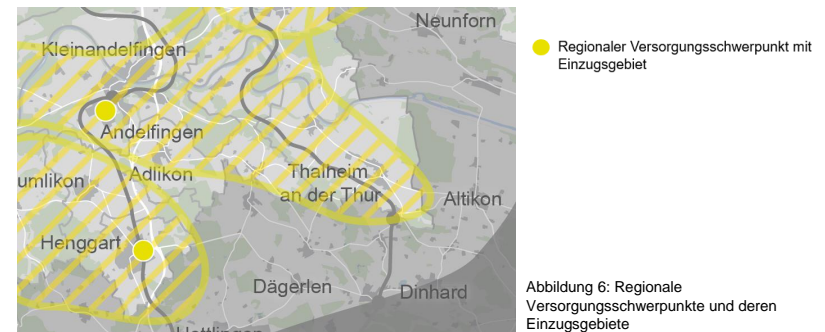 Neunforn
Kleinandelfingen
Andelfingen
umlikon
Adlikon
Thalheim
an der Thur
Altikon
Henggart
Dägerlen
Dinhard
Hettlingen
Regionaler Versorgungsschwerpunkt mit
Einzugsgebiet
Abbildung 6: Regionale
Versorgungsschwerpunkte und deren
Einzugsgebiete